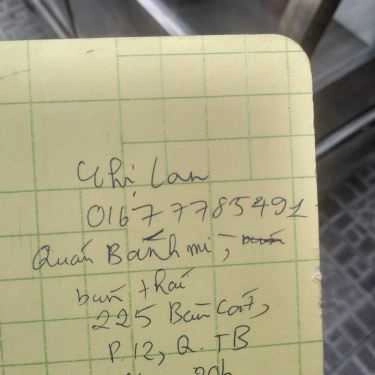 Chị Lan
01677785491
Quán Bánh mì,
bún thái
225 Bàu Cát,
P.12, Q. TB